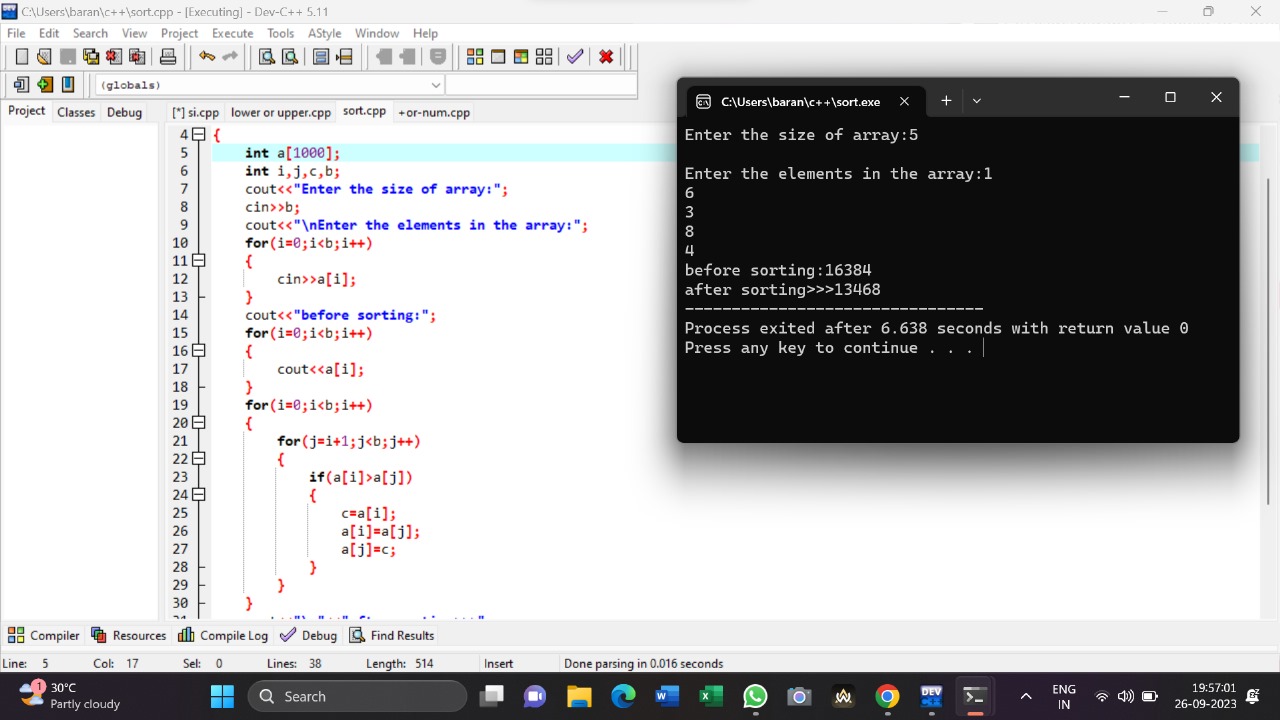 C:\Users\baran\c++\sort.cpp - [Executing] - Dev-C++ 5.11
File Edit Search View Project Execute Tools AStyle Window Help
(globals)
Project Classes Debug
[*] si.cpp lower or upper.cpp sort.cpp +or-num.cpp
4 {
5 int a[1000];
6 int i,j,c,b;
7 cout<<"Enter the size of array:";
8 cin>>b;
9 cout<<"\nEnter the elements in the array:";
10 for(i=0;i<b;i++)
11 {
12 cin>>a[i];
13 }
14 cout<<"before sorting:";
15 for(i=0;i<b;i++)
16 {
17 cout<<a[i];
18 }
19 for(i=0;i<b;i++)
20 {
21 for(j=i+1;j<b;j++)
22 {
23 if(a[i]>a[j])
24 {
25 c=a[i];
26 a[i]=a[j];
27 a[j]=c;
28 }
29 }
30 }
C:\Users\baran\c++\sort.exe
Enter the size of array:5
Enter the elements in the array:1
6
3
8
4
before sorting:16384
after sorting>>>13468
--------------------------------
Process exited after 6.638 seconds with return value 0
Press any key to continue . . .
Compiler Resources Compile Log Debug Find Results
Line: 5 Col: 17 Sel: 0 Lines: 38 Length: 514 Insert Done parsing in 0.016 seconds
1
30°C
Partly cloudy
Search
DEV
ENG
IN
19:57:01
26-09-2023